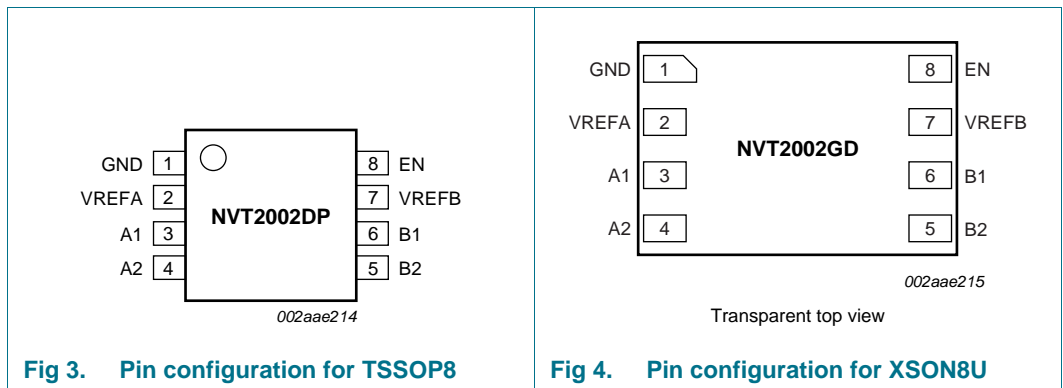 GND 1 8 EN
VREFA 2 7 VREFB
NVT2002DP
A1 3 6 B1
A2 4 5 B2
002aae214
Fig 3. Pin configuration for TSSOP8
GND 1 8 EN
VREFA 2 7 VREFB
NVT2002GD
A1 3 6 B1
A2 4 5 B2
002aae215
Transparent top view
Fig 4. Pin configuration for XSON8U